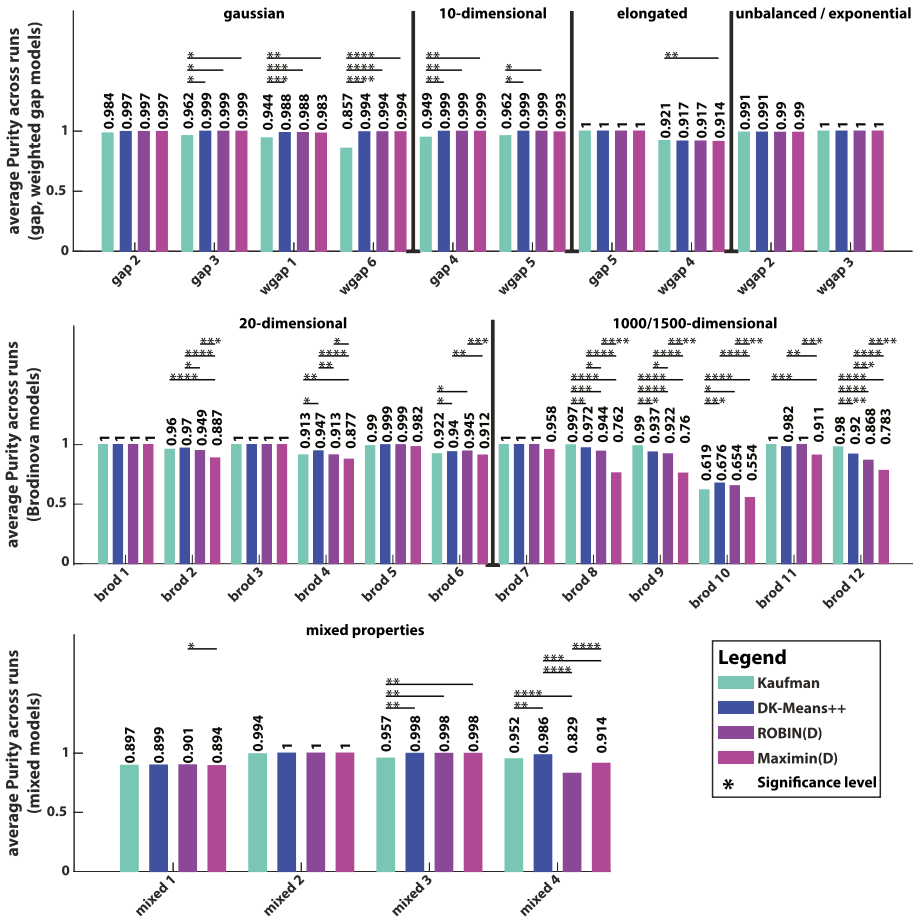 gaussian 10-dimensional elongated unbalanced / exponential
average Purity across runs
(gap, weighted gap models)
* ** **** ** ** 
* *** **** ** *
* *** **** ** *
0.984 0.997 0.997 0.997
0.962 0.999 0.999 0.999
0.944 0.988 0.988 0.983
0.857 0.994 0.994 0.994
0.949 0.999 0.999 0.999
0.962 0.999 0.999 0.993
1 1 1 1
0.921 0.917 0.917 0.914
0.991 0.991 0.99 0.99
1 1 1 1
1
0.5
0
gap 2 gap 3 wgap 1 wgap 6 gap 4 wgap 5 gap 5 wgap 4 wgap 2 wgap 3
20-dimensional 1000/1500-dimensional
average Purity across runs
(Brodinova models)
*** * *** **** **** *** ****
**** **** ** **** **** **** ** ****
* ** * * ***
**** ** * **** **** **** *** ****
* **** **** * ****
* ** *** *** ****
1 1 1 1
0.96 0.97 0.949 0.887
1 1 1 1
0.913 0.947 0.913 0.877
0.99 0.999 0.999 0.982
0.922 0.94 0.945 0.912
1 1 1 0.958
0.997 0.972 0.944 0.762
0.99 0.937 0.922 0.76
0.619 0.676 0.654 0.554
1 0.982 1 0.911
0.98 0.92 0.868 0.783
1
0.5
0
brod 1 brod 2 brod 3 brod 4 brod 5 brod 6 brod 7 brod 8 brod 9 brod 10 brod 11 brod 12
mixed properties
average Purity across runs
(mixed models)
* ****
***
****
**
** ****
** **
0.897 0.899 0.901 0.894
0.994 1 1 1
0.957 0.998 0.998 0.998
0.952 0.986 0.829 0.914
1
0.5
0
mixed 1 mixed 2 mixed 3 mixed 4
Legend
Kaufman
DK-Means++
ROBIN(D)
Maximin(D)
* Significance level